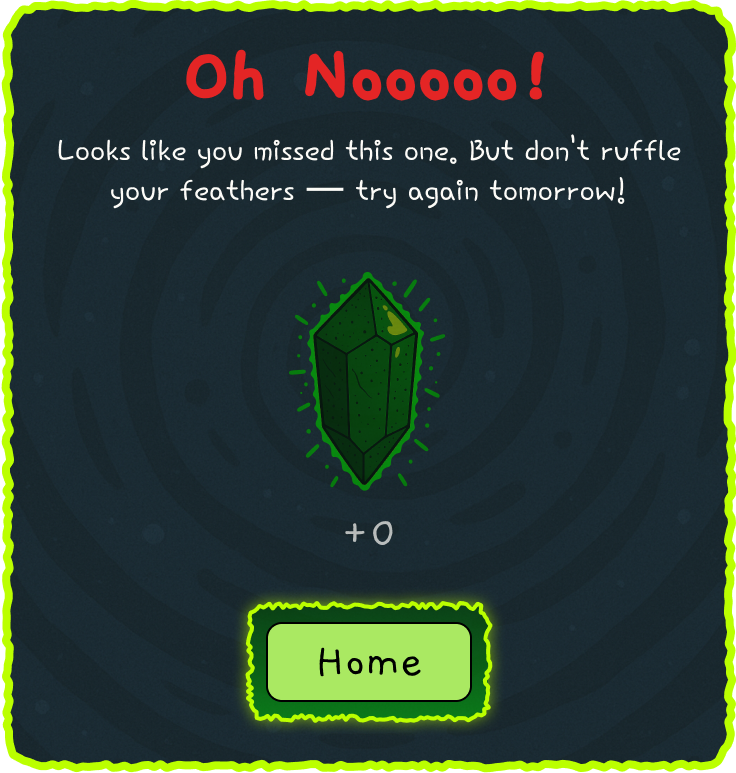 Oh Nooooo!
Looks like you missed this one. But don't ruffle
your feathers — try again tomorrow!
+0
Home